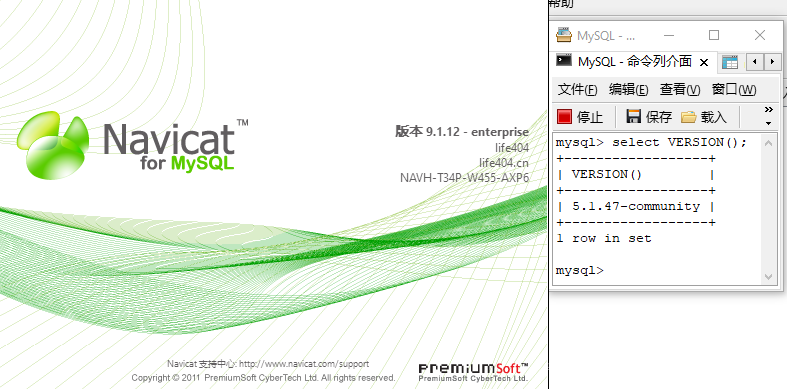 Navicat™
for MySQL
版本 9.1.12 - enterprise
life404
life404.cn
NAVH-T34P-W455-AXP6
Navicat 支持中心: http://www.navicat.com/support
Copyright © 2011 PremiumSoft CyberTech Ltd. All rights reserved.
PremiumSoft™
PremiumSoft CyberTech Ltd.
帮助
MySQL - ...
MySQL - 命令列介面
文件(F) 编辑(E) 查看(V) 窗口(W)
停止 保存 载入
mysql> select VERSION();
+------------------+
| VERSION()        |
+------------------+
| 5.1.47-community |
+------------------+
1 row in set
mysql>